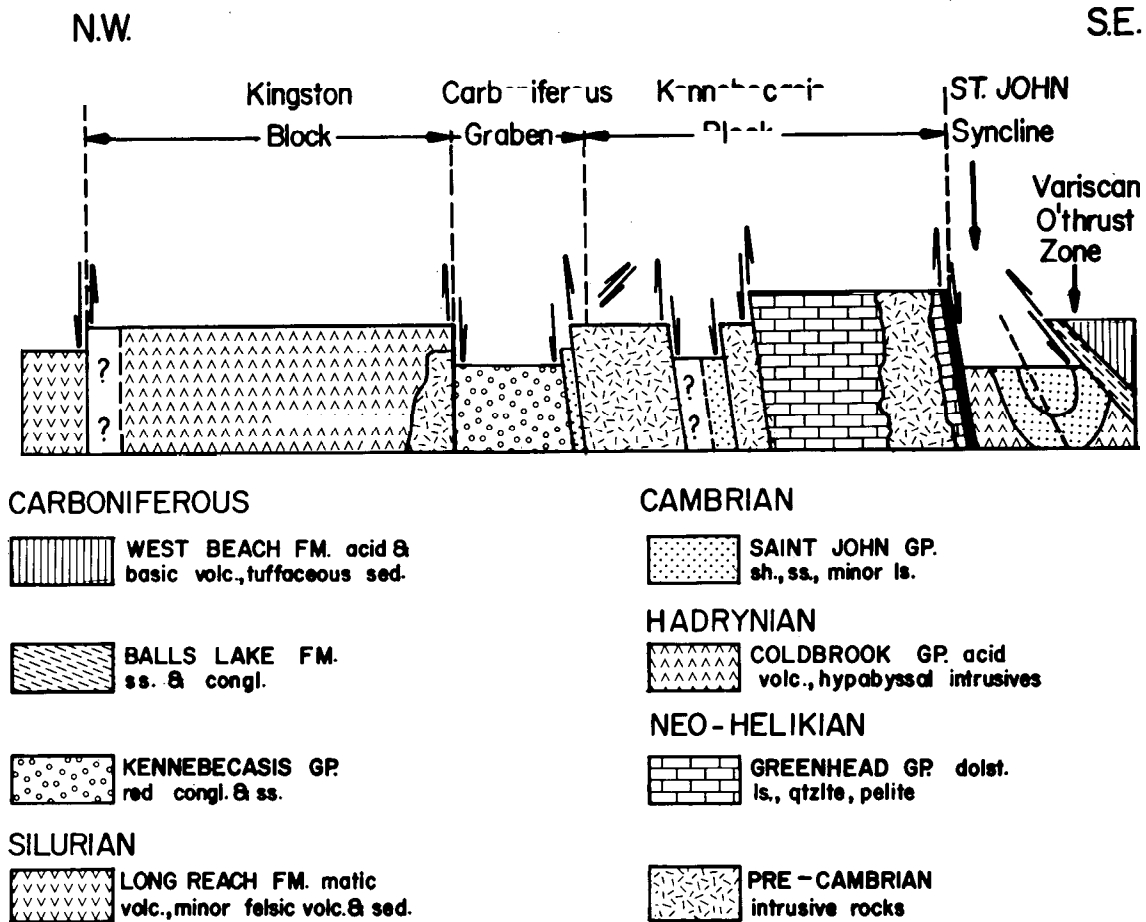 N.W.
S.E.
Kingston
Block
Graben
ST. JOHN
Syncline
Variscan
O'thrust
Zone
?
?
?
?
CARBONIFEROUS
WEST BEACH FM. acid &
basic volc., tuffaceous sed.
BALLS LAKE FM.
ss. & congl.
KENNEBECASIS GP.
red congl. & ss.
SILURIAN
LONG REACH FM. matic
volc., minor felsic volc. & sed.
CAMBRIAN
SAINT JOHN GP.
sh., ss., minor ls.
HADRYNIAN
COLDBROOK GP. acid
volc., hypabyssal intrusives
NEO-HELIKIAN
GREENHEAD GP. dolst.
ls., qtzlte, pelite
PRE-CAMBRIAN
intrusive rocks